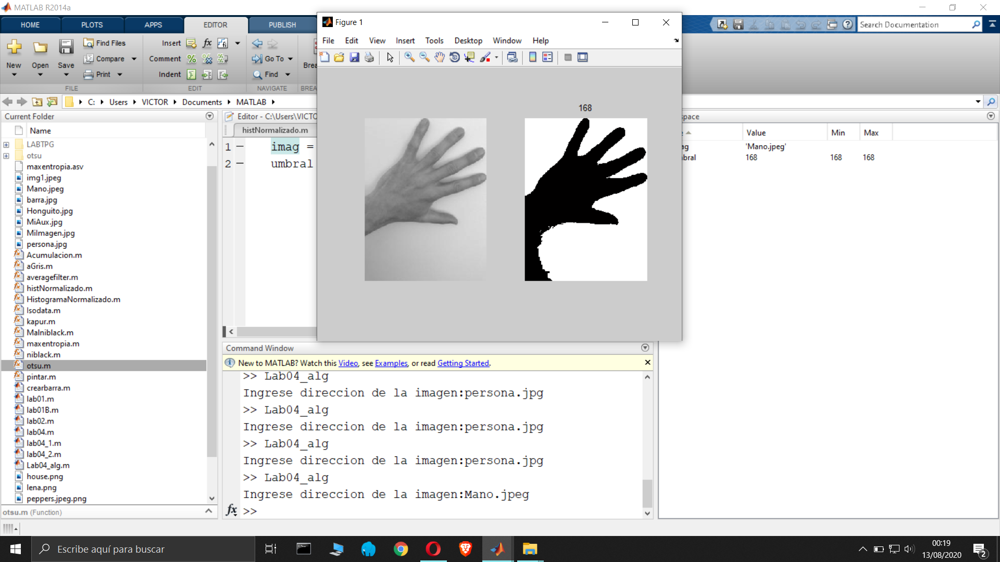 MATLAB R2014a
HOME PLOTS APPS EDITOR PUBLISH
Search Documentation
New Open Save
Find Files
Compare
Print
FILE
Insert
Comment
Indent
EDIT
Go To
Find
NAVIGATE
Brea
BREA
C: Users VICTOR Documents MATLAB
Current Folder
Name
LABTPG
otsu
maxentropia.asv
img1.jpeg
Mano.jpeg
barra.jpg
Honguito.jpg
MiAux.jpg
MiImagen.jpg
persona.jpg
Acumulacion.m
aGris.m
averagefilter.m
histNormalizado.m
HistogramaNormalizado.m
Isodata.m
kapur.m
Malniblack.m
maxentropia.m
niblack.m
otsu.m
pintar.m
crearbarra.m
lab01.m
lab01B.m
lab02.m
lab04.m
lab04_1.m
lab04_2.m
Lab04_alg.m
house.png
lena.png
peppers.jpeg.png
otsu.m (Function)
Editor - C:\Users\VICTO
histNormalizado.m
1 – imag =
2 – umbral
Figure 1
File Edit View Insert Tools Desktop Window Help
168
Command Window
New to MATLAB? Watch this Video, see Examples, or read Getting Started.
>> Lab04_alg
Ingrese direccion de la imagen:persona.jpg
>> Lab04_alg
Ingrese direccion de la imagen:persona.jpg
>> Lab04_alg
Ingrese direccion de la imagen:persona.jpg
>> Lab04_alg
Ingrese direccion de la imagen:Mano.jpeg
fx >>
space
Value Min Max
ag 'Mano.jpeg'
bral 168 168 168
Escribe aquí para buscar
00:19
13/08/2020
2